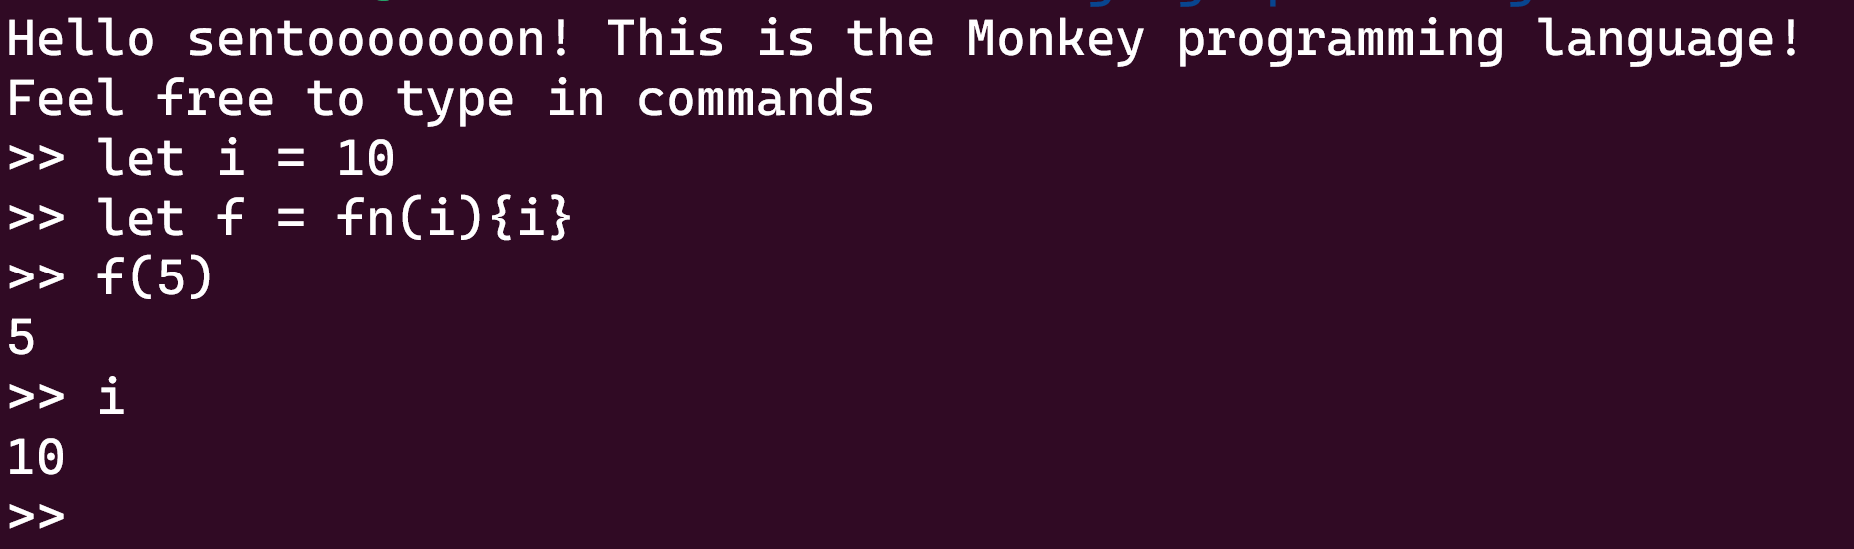 Hello sentooooooon! This is the Monkey programming language!
Feel free to type in commands
>> let i = 10
>> let f = fn(i){i}
>> f(5)
5
>> i
10
>>